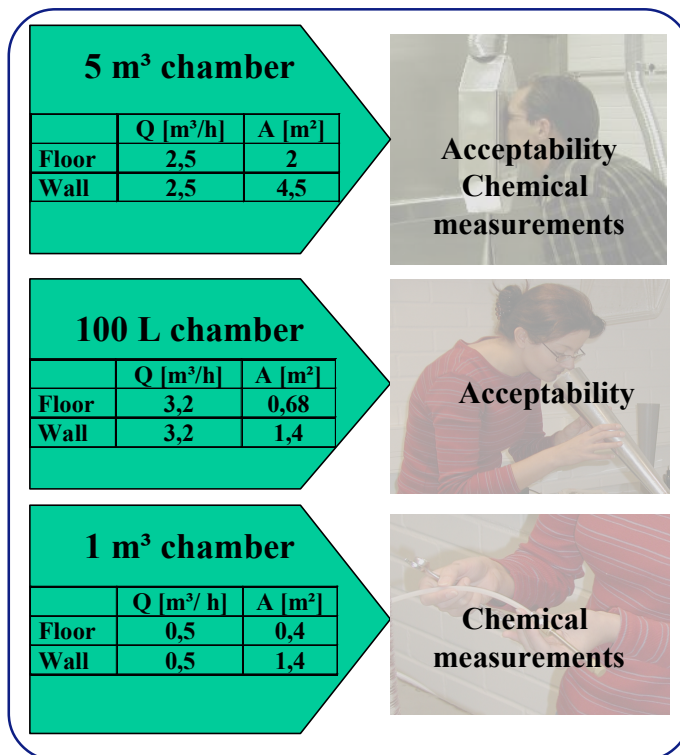 5 m³ chamber
Q [m³/h] A [m²]
Floor 2,5 2
Wall 2,5 4,5
Acceptability
Chemical
measurements
100 L chamber
Q [m³/h] A [m²]
Floor 3,2 0,68
Wall 3,2 1,4
Acceptability
1 m³ chamber
Q [m³/ h] A [m²]
Floor 0,5 0,4
Wall 0,5 1,4
Chemical
measurements